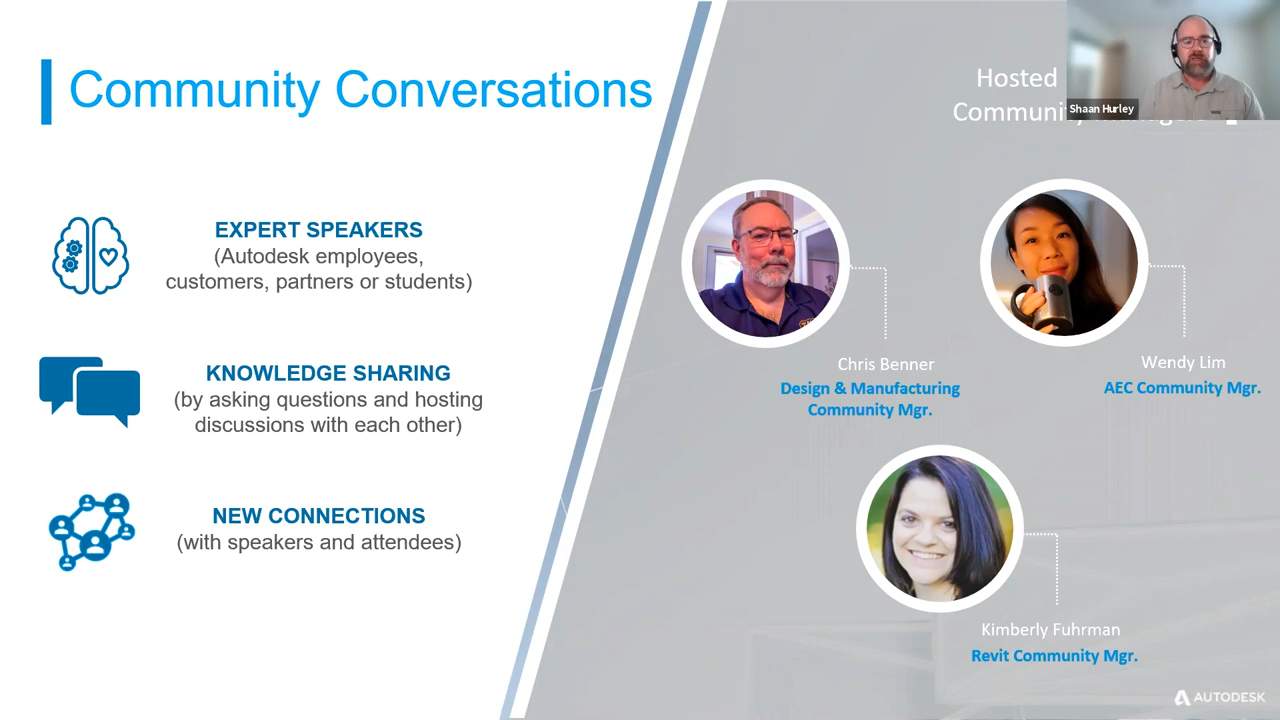 Community Conversations
EXPERT SPEAKERS
(Autodesk employees,
customers, partners or students)
KNOWLEDGE SHARING
(by asking questions and hosting
discussions with each other)
NEW CONNECTIONS
(with speakers and attendees)
Hosted
Shaan Hurley
Chris Benner
Design & Manufacturing
Community Mgr.
Wendy Lim
AEC Community Mgr.
Kimberly Fuhrman
Revit Community Mgr.
AUTODESK